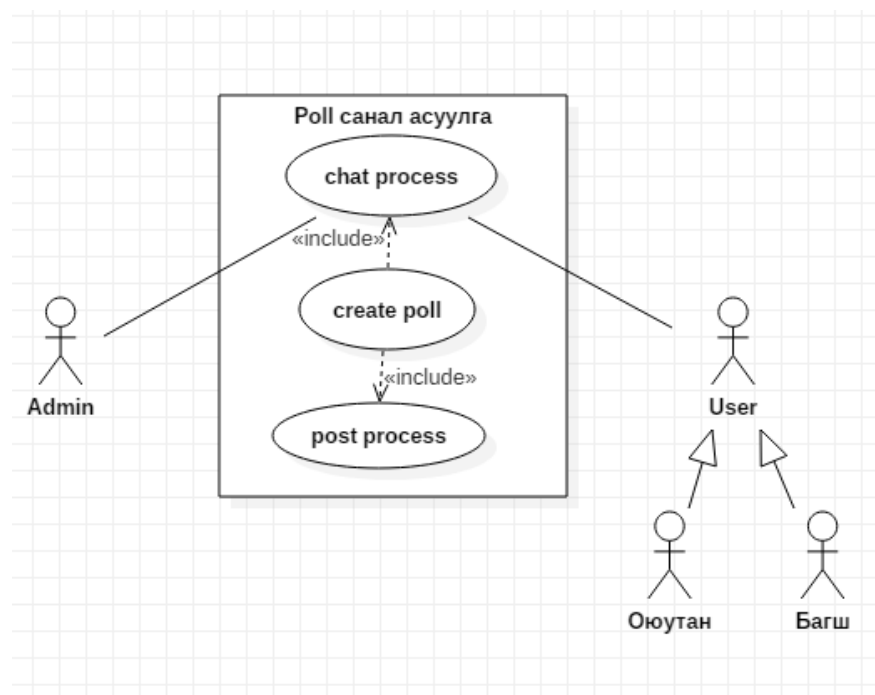 Poll санал асуулга
chat process
«include»
create poll
«include»
post process
Admin
User
Оюутан
Багш